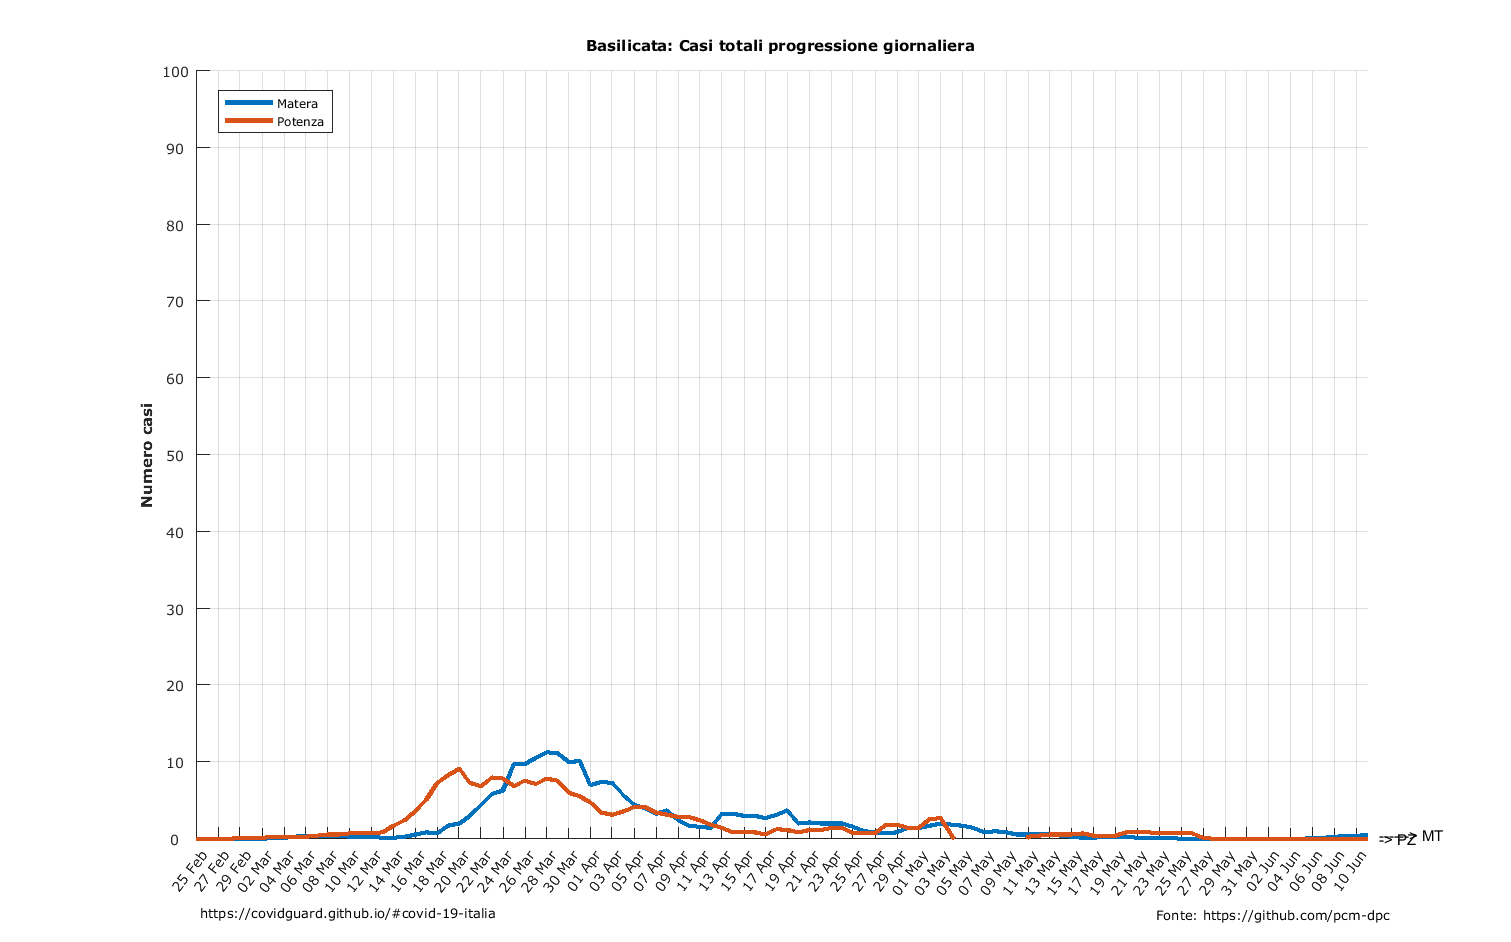 Basilicata: Casi totali progressione giornaliera
Numero casi
100
90
80
70
60
50
40
30
20
10
0
Matera
Potenza
25 Feb
27 Feb
29 Feb
02 Mar
04 Mar
06 Mar
08 Mar
10 Mar
12 Mar
14 Mar
16 Mar
18 Mar
20 Mar
22 Mar
24 Mar
26 Mar
28 Mar
30 Mar
01 Apr
03 Apr
05 Apr
07 Apr
09 Apr
11 Apr
13 Apr
15 Apr
17 Apr
19 Apr
21 Apr
23 Apr
25 Apr
27 Apr
29 Apr
01 May
03 May
05 May
07 May
09 May
11 May
13 May
15 May
17 May
19 May
21 May
23 May
25 May
27 May
29 May
31 May
02 Jun
04 Jun
06 Jun
08 Jun
10 Jun
MT
-> PZ
https://covidguard.github.io/#covid-19-italia
Fonte: https://github.com/pcm-dpc